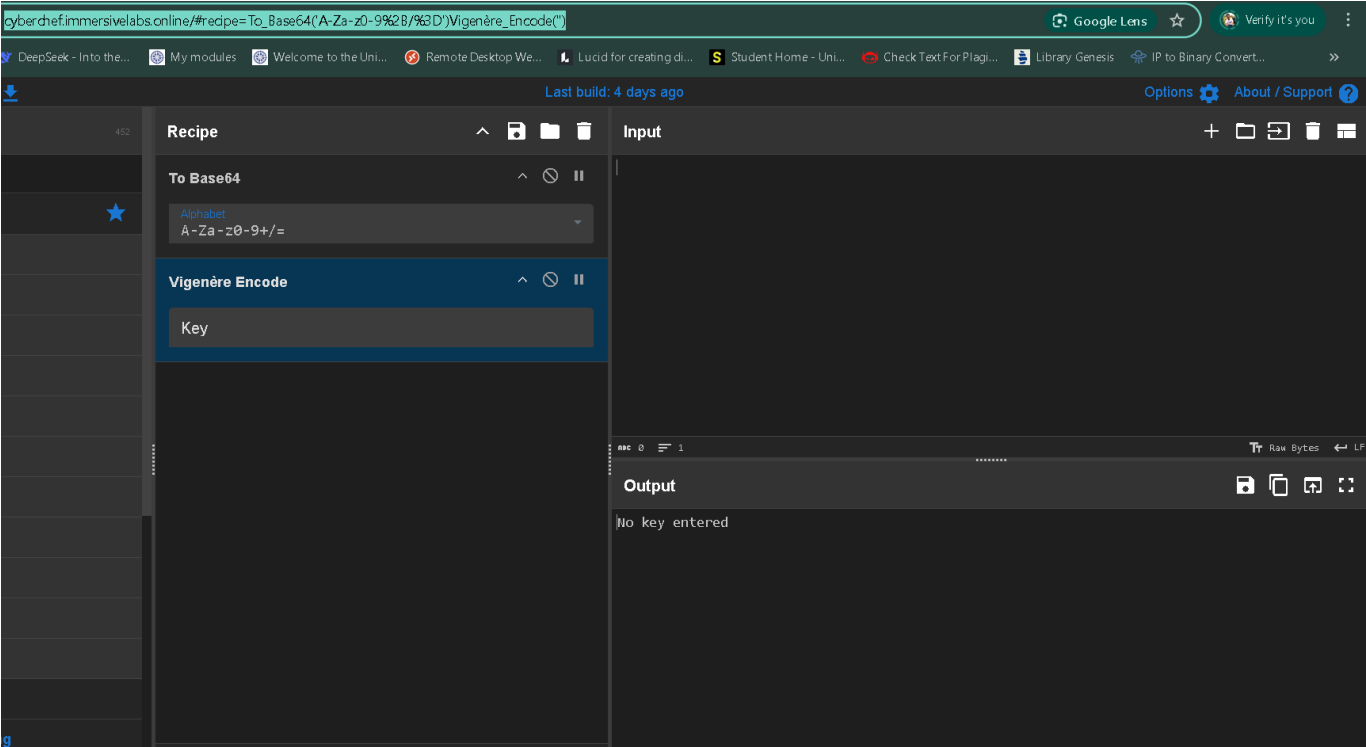 cyberchef.immersivelabs.online/#recipe=To_Base64('A-Za-z0-9%2B/%3D')Vigenère_Encode('')
Google Lens
Verify it's you
DeepSeek - Into the...
My modules
Welcome to the Uni...
Remote Desktop We...
Lucid for creating di...
Student Home - Uni...
Check Text For Plagi...
Library Genesis
IP to Binary Convert...
Last build: 4 days ago
Options
About / Support
452
Recipe
Input
To Base64
Alphabet
A-Za-z0-9+/=
Vigenère Encode
Key
ABC 0
1
Raw Bytes
LF
Output
No key entered
g